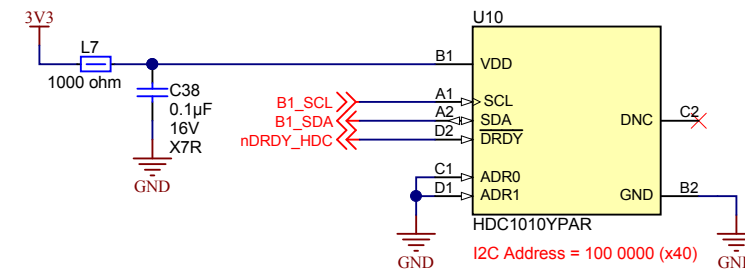 3V3
U10
L7
B1
VDD
1000 ohm
C38
0.1µF
16V
X7R
B1_SCL
A1
SCL
B1_SDA
A2
SDA
DNC
C2
nDRDY_HDC
D2
DRDY
GND
C1
ADR0
D1
ADR1
GND
B2
HDC1010YPAR
I2C Address = 100 0000 (x40)
GND
GND